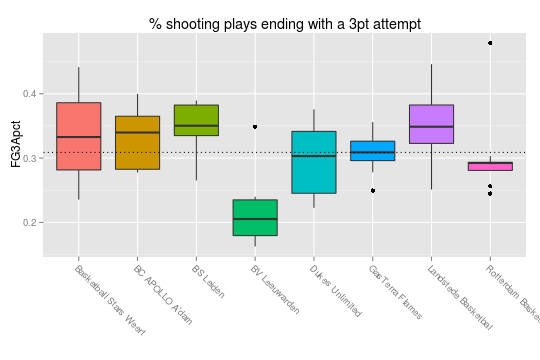 % shooting plays ending with a 3pt attempt
FG3Apct
0.4
0.3
0.2
Basketball Stars Weert
BC APOLLO A'dam
BS Leiden
BV Leeuwarden
Dukes Unlimited
GasTerra Flames
Landstede Basketbal
Rotterdam Baske